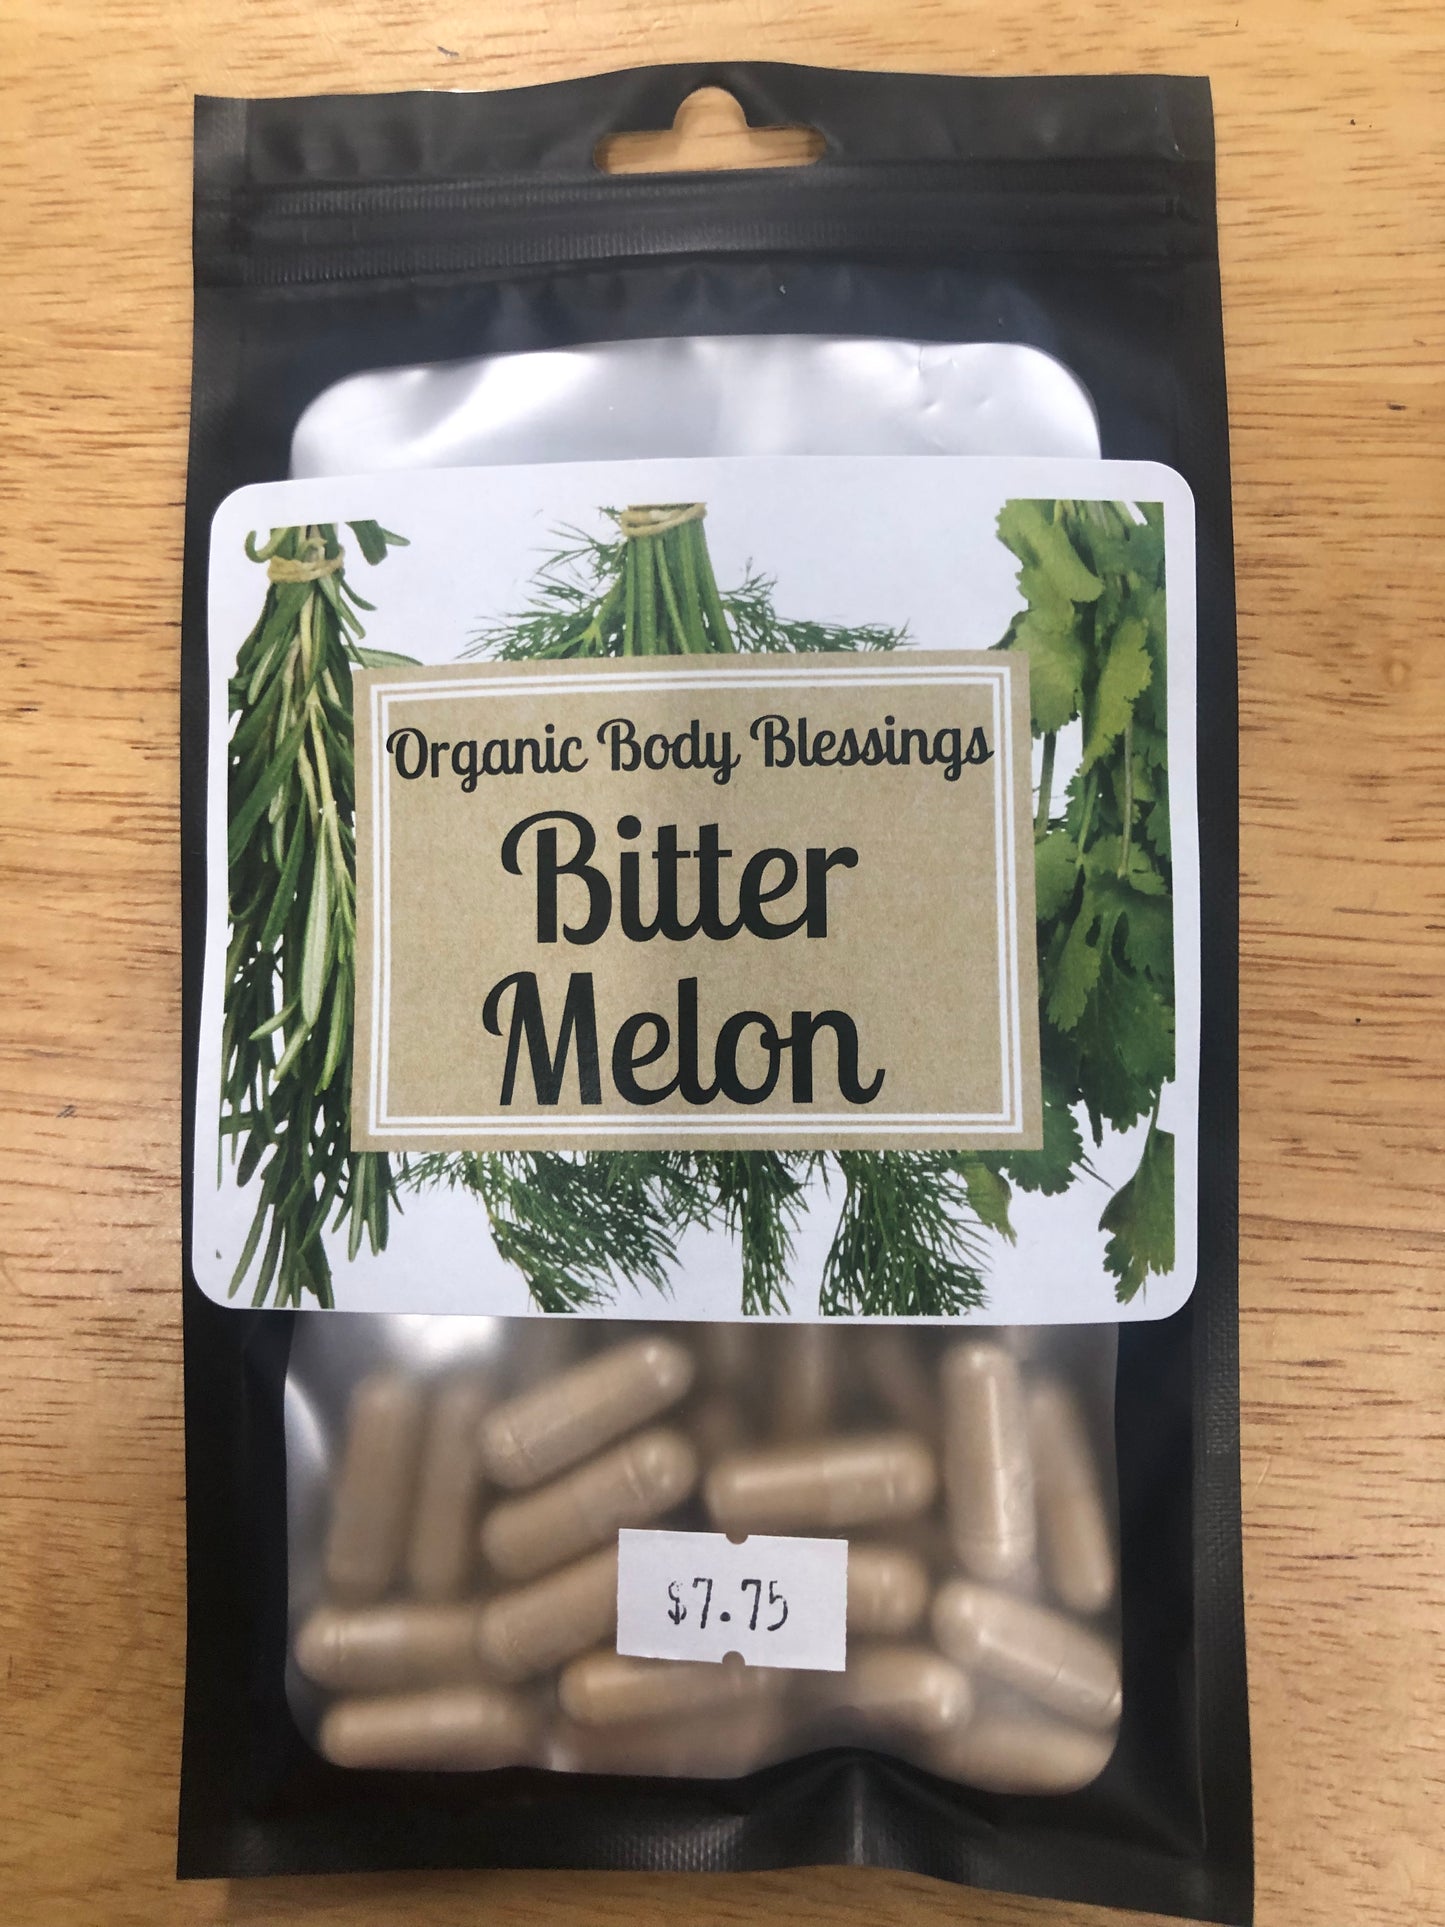 Organic Body Blessings
Bitter
Melon
$7.75